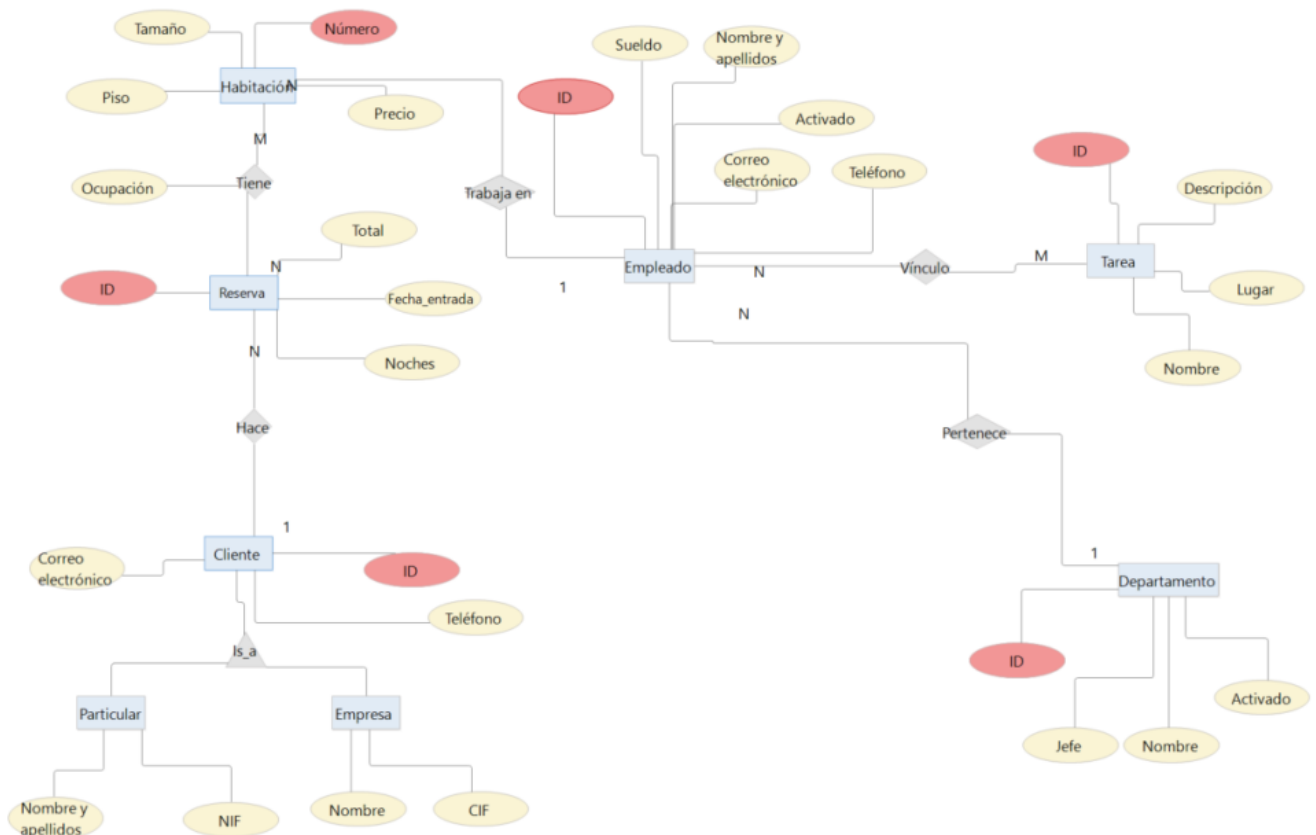 Tamaño
Número
Habitación
N
Piso
Precio
M
Ocupación
Tiene
Total
ID
Reserva
N
Fecha_entrada
N
Noches
Hace
1
Cliente
Correo
electrónico
ID
Teléfono
Is_a
Particular
Empresa
Nombre y
apellidos
NIF
Nombre
CIF
Sueldo
Nombre y
apellidos
ID
Activado
Correo
electrónico
Teléfono
Trabaja en
Empleado
1
N
N
Vínculo
M
ID
Descripción
Tarea
Lugar
Nombre
Pertenece
1
Departamento
ID
Jefe
Nombre
Activado